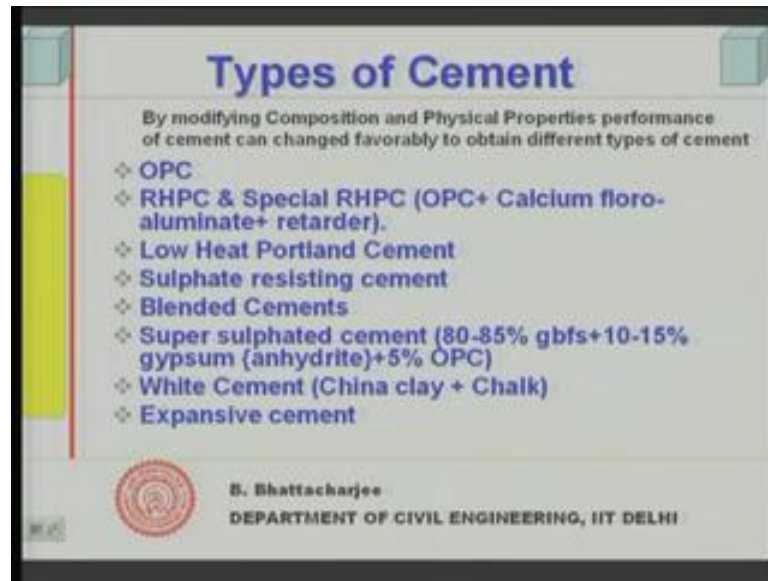 Types of Cement
By modifying Composition and Physical Properties performance
of cement can changed favorably to obtain different types of cement
❖ OPC
❖ RHPC & Special RHPC (OPC+ Calcium floro-
aluminate+ retarder).
❖ Low Heat Portland Cement
❖ Sulphate resisting cement
❖ Blended Cements
❖ Super sulphated cement (80-85% gbfs+10-15%
gypsum {anhydrite}+5% OPC)
❖ White Cement (China clay + Chalk)
❖ Expansive cement
B. Bhattacharjee
DEPARTMENT OF CIVIL ENGINEERING, IIT DELHI